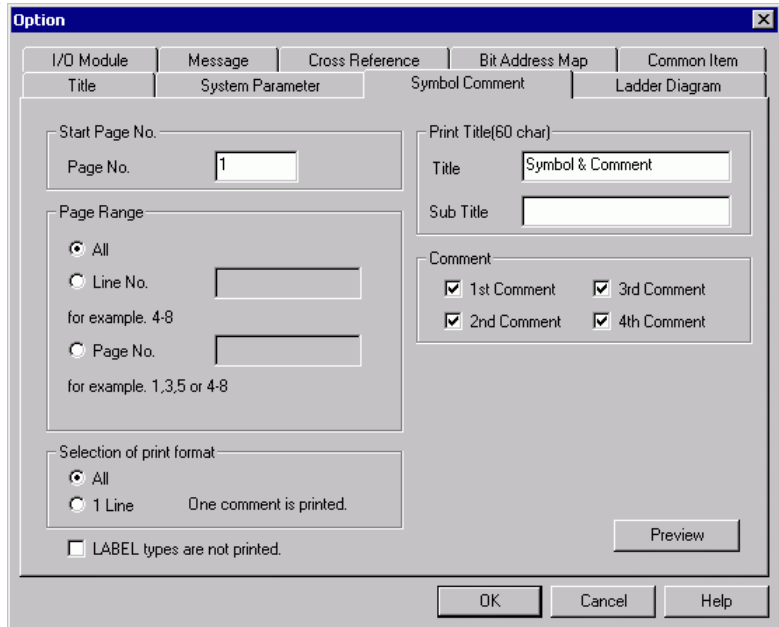 Option
I/O Module Message Cross Reference Bit Address Map Common Item
Title System Parameter Symbol Comment Ladder Diagram
Start Page No.
Page No. 1
Page Range
All
Line No.
for example. 4-8
Page No.
for example. 1,3,5 or 4-8
Selection of print format
All
1 Line One comment is printed.
LABEL types are not printed.
Print Title(60 char)
Title Symbol & Comment
Sub Title
Comment
1st Comment 3rd Comment
2nd Comment 4th Comment
Preview
OK Cancel Help